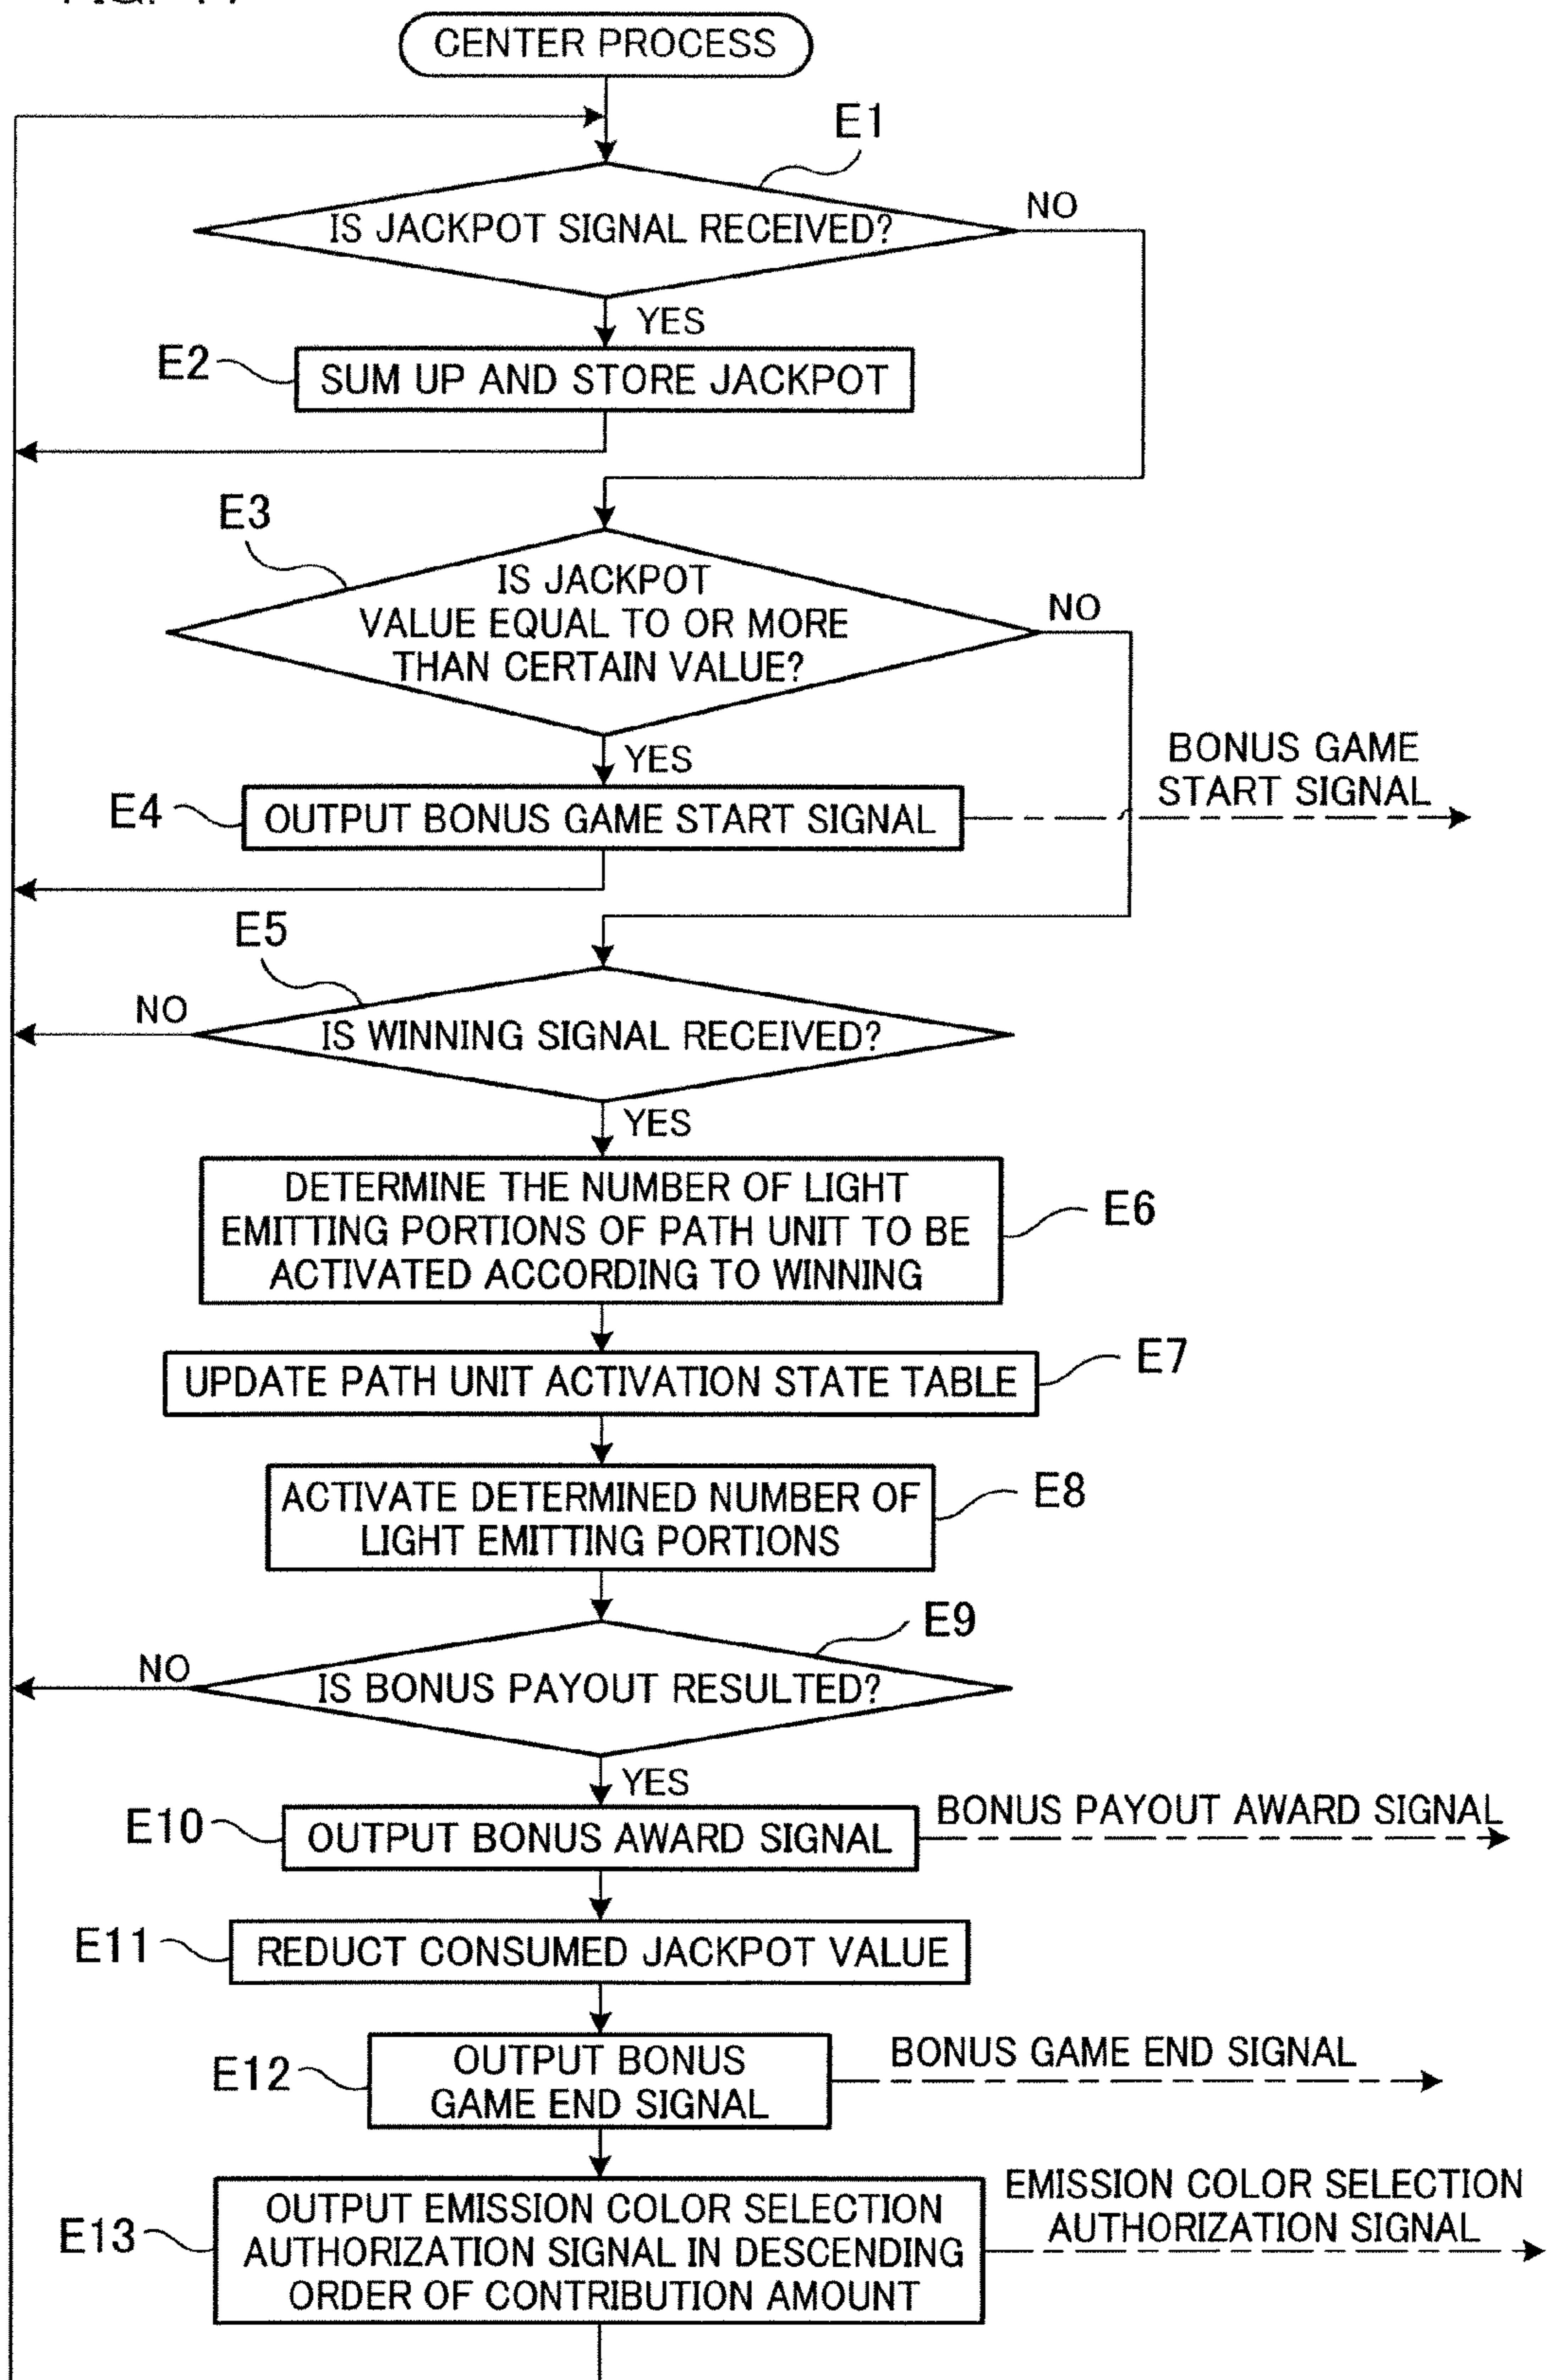 CENTER PROCESS
E1
IS JACKPOT SIGNAL RECEIVED?
NO
YES
E2
SUM UP AND STORE JACKPOT
E3
IS JACKPOT
VALUE EQUAL TO OR MORE
THAN CERTAIN VALUE?
NO
YES
E4
OUTPUT BONUS GAME START SIGNAL
BONUS GAME
START SIGNAL
E5
NO
IS WINNING SIGNAL RECEIVED?
YES
DETERMINE THE NUMBER OF LIGHT
EMITTING PORTIONS OF PATH UNIT TO BE
ACTIVATED ACCORDING TO WINNING
E6
UPDATE PATH UNIT ACTIVATION STATE TABLE
E7
ACTIVATE DETERMINED NUMBER OF
LIGHT EMITTING PORTIONS
E8
E9
NO
IS BONUS PAYOUT RESULTED?
YES
E10
OUTPUT BONUS AWARD SIGNAL
BONUS PAYOUT AWARD SIGNAL
E11
REDUCT CONSUMED JACKPOT VALUE
E12
OUTPUT BONUS
GAME END SIGNAL
BONUS GAME END SIGNAL
E13
OUTPUT EMISSION COLOR SELECTION
AUTHORIZATION SIGNAL IN DESCENDING
ORDER OF CONTRIBUTION AMOUNT
EMISSION COLOR SELECTION
AUTHORIZATION SIGNAL